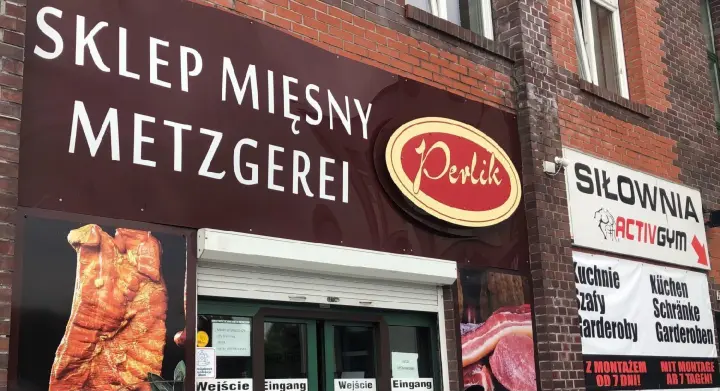 SKLEP MIĘSNY
METZGEREI
Perlik
SIŁOWNIA
ACTIVGYM
Kuchnie
Szafy
Garderoby
Küchen
Schränke
Garderoben
Z MONTAŻEM
OD 7 DNI!
MIT MONTAGE
AB 7 TAGEN!
Wejście
Eingang
Wejście
Eingang